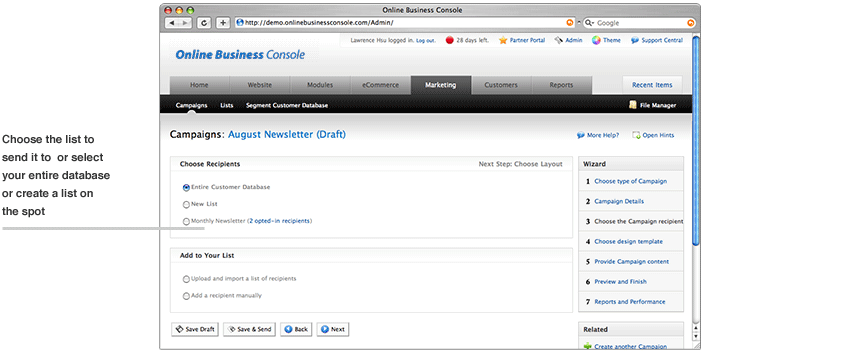 Online Business Console
http://demo.onlinebusinessconsole.com/Admin/
Google
Lawrence Hsu logged in. Log out.
28 days left.
Partner Portal
Admin
Theme
Support Central
Online Business Console
Home
Website
Modules
eCommerce
Marketing
Customers
Reports
Recent Items
Campaigns
Lists
Segment Customer Database
File Manager
Choose the list to
send it to or select
your entire database
or create a list on
the spot
Campaigns: August Newsletter (Draft)
More Help?
Open Hints
Choose Recipients
Next Step: Choose Layout
Entire Customer Database
New List
Monthly Newsletter (2 opted-in recipients)
Add to Your List
Upload and import a list of recipients
Add a recipient manually
Save Draft
Save & Send
Back
Next
Wizard
1 Choose type of Campaign
2 Campaign Details
3 Choose the Campaign recipient
4 Choose design template
5 Provide Campaign content
6 Preview and Finish
7 Reports and Performance
Related
Create another Campaign